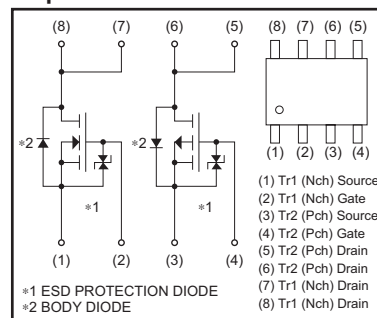 (8) (7) (6) (5)
(8) (7) (6) (5)
*2 *2
*1 *1
(1) (2) (3) (4)
(1) (2) (3) (4)
(1) Tr1 (Nch) Source
(2) Tr1 (Nch) Gate
(3) Tr2 (Pch) Source
(4) Tr2 (Pch) Gate
(5) Tr2 (Pch) Drain
(6) Tr2 (Pch) Drain
(7) Tr1 (Nch) Drain
(8) Tr1 (Nch) Drain
*1 ESD PROTECTION DIODE
*2 BODY DIODE